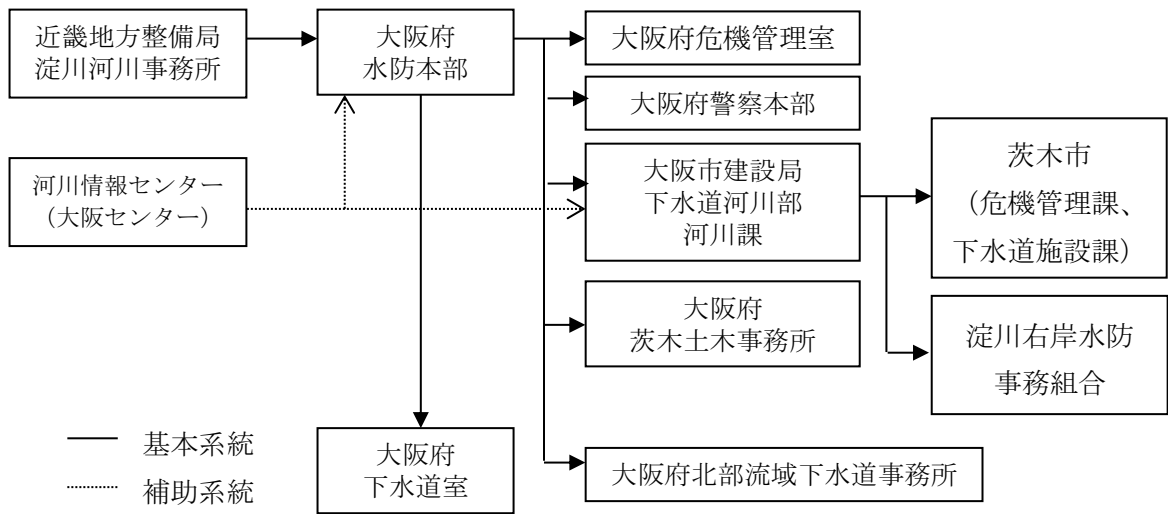 近畿地方整備局
淀川河川事務所
大阪府
水防本部
大阪府危機管理室
大阪府警察本部
河川情報センター
（大阪センター）
大阪市建設局
下水道河川部
河川課
茨木市
（危機管理課、
下水道施設課）
大阪府
茨木土木事務所
淀川右岸水防
事務組合
基本系統
補助系統
大阪府
下水道室
大阪府北部流域下水道事務所